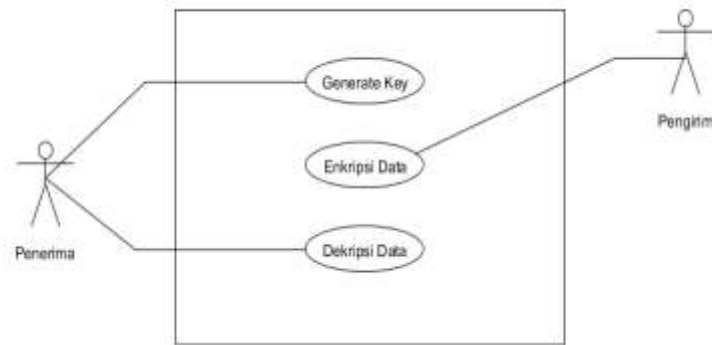 Generate Key
Pengirim
Enkripsi Data
Penerima
Dekripsi Data